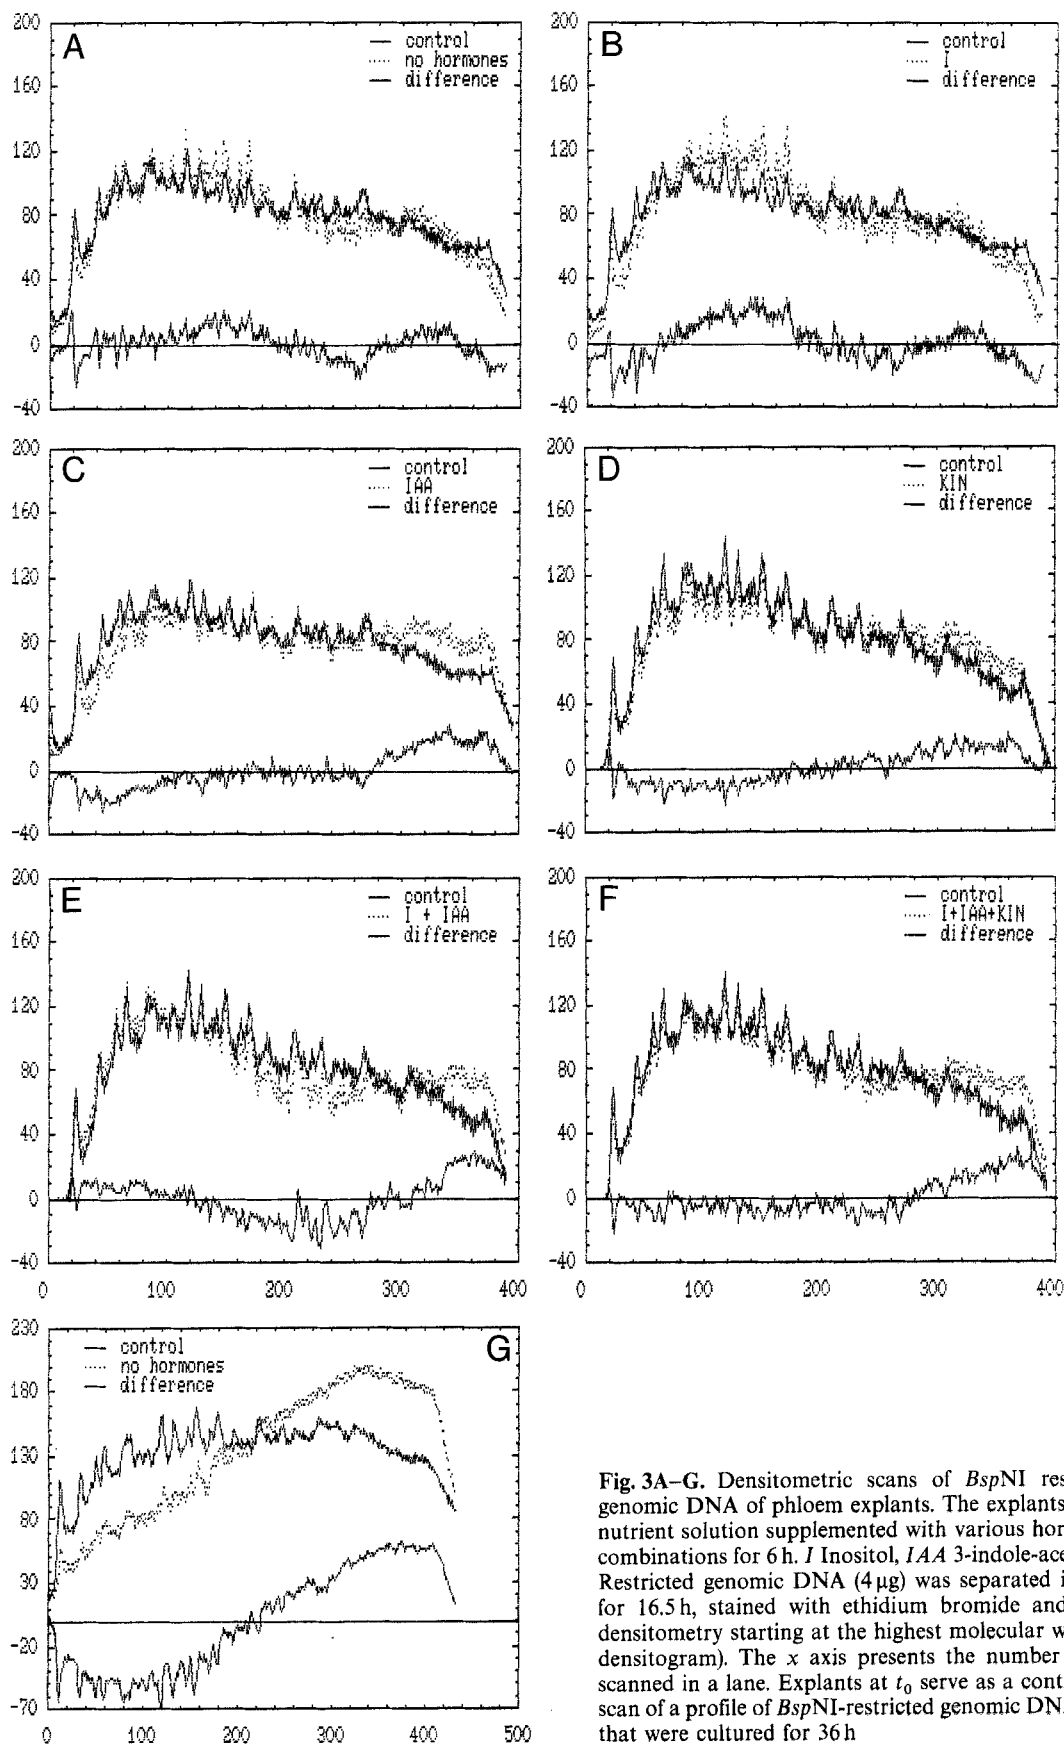 200
160
120
80
40
0
-40
A
control
no hormones
difference
200
160
120
80
40
0
-40
B
control
I
difference
200
160
120
80
40
0
-40
C
control
IAA
difference
200
160
120
80
40
0
-40
D
control
KIN
difference
200
160
120
80
40
0
-40
0 100 200 300 400
E
control
I + IAA
difference
200
160
120
80
40
0
-40
0 100 200 300 400
F
control
I+IAA+KIN
difference
230
180
130
80
30
-20
-70
0 100 200 300 400 500
control
no hormones
difference
G
Fig. 3A–G. Densitometric scans of BspNI res
genomic DNA of phloem explants. The explants
nutrient solution supplemented with various hor
combinations for 6 h. I Inositol, IAA 3-indole-ace
Restricted genomic DNA (4 µg) was separated i
for 16.5 h, stained with ethidium bromide and
densitometry starting at the highest molecular w
densitogram). The x axis presents the number
scanned in a lane. Explants at t0 serve as a cont
scan of a profile of BspNI-restricted genomic DN
that were cultured for 36 h